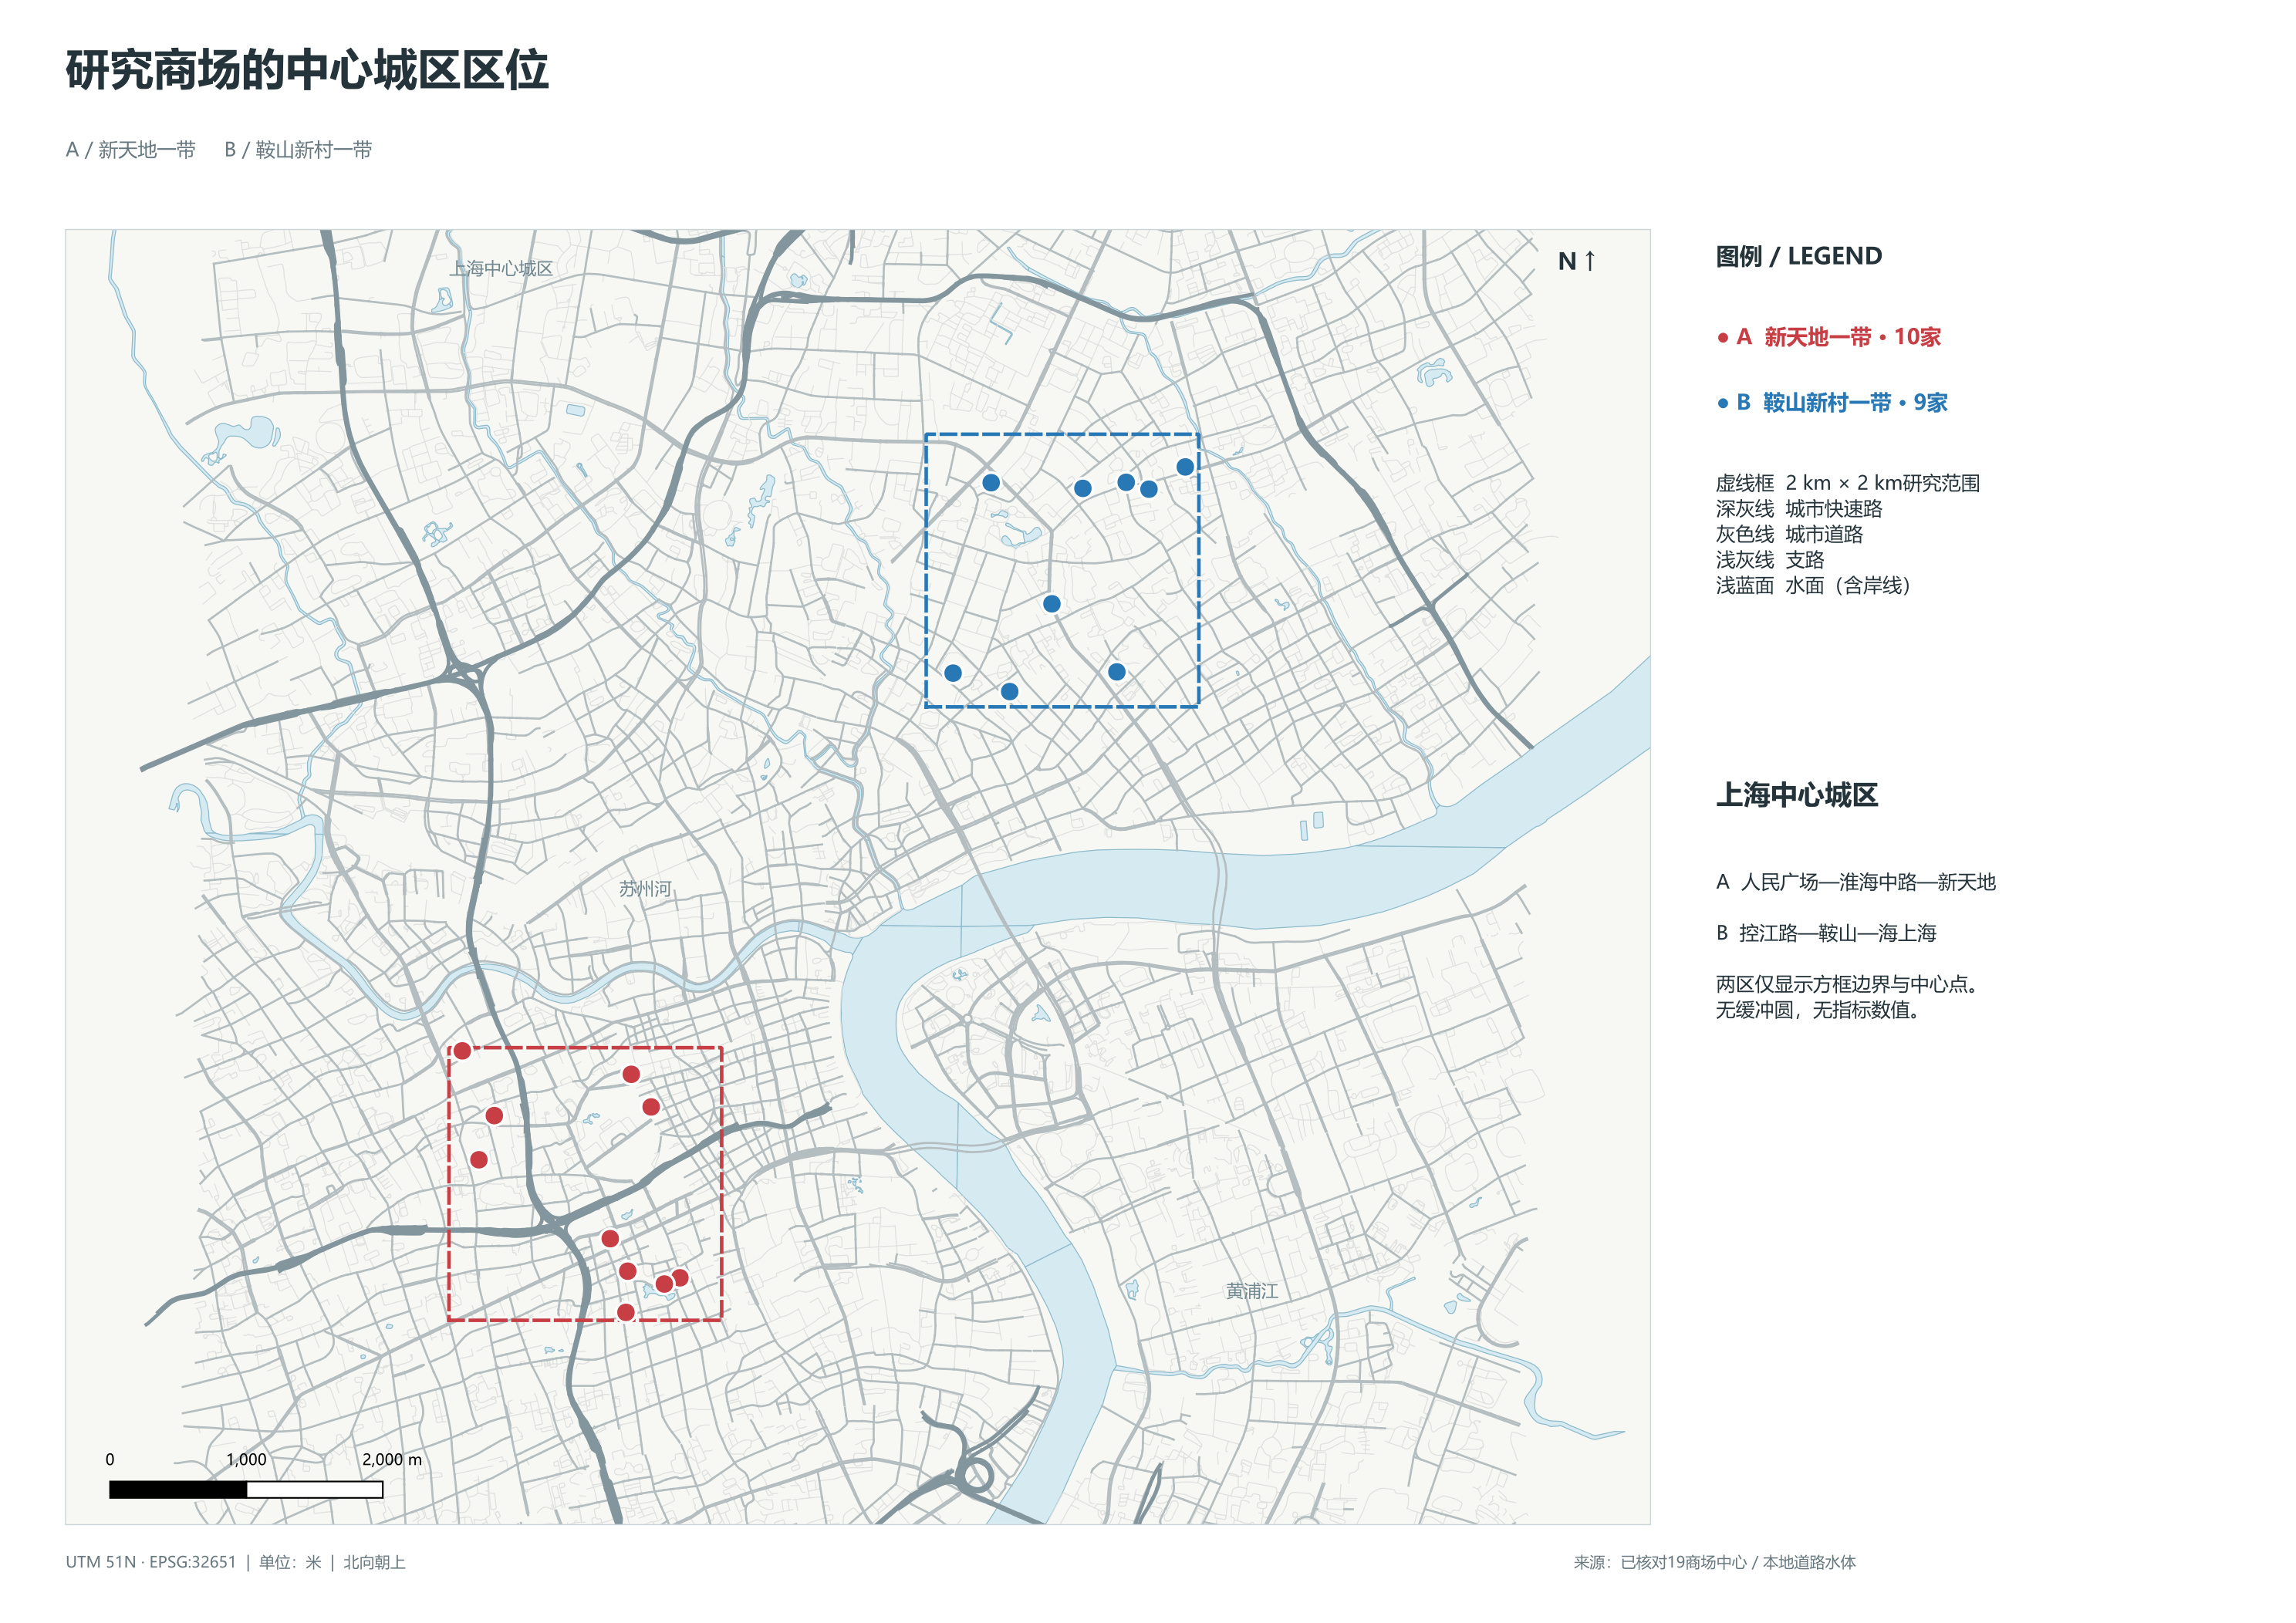 研究商场的中心城区区位
A / 新天地一带 B / 鞍山新村一带
上海中心城区
N ↑
苏州河
黄浦江
0 1,000 2,000 m
图例 / LEGEND
● A 新天地一带 • 10家
● B 鞍山新村一带 • 9家
虚线框 2 km × 2 km研究范围
深灰线 城市快速路
灰色线 城市道路
浅灰线 支路
浅蓝面 水面（含岸线）
上海中心城区
A 人民广场—淮海中路—新天地
B 控江路—鞍山—海上海
两区仅显示方框边界与中心点。
无缓冲圆，无指标数值。
UTM 51N · EPSG:32651 | 单位：米 | 北向朝上
来源：已核对19商场中心 / 本地道路水体